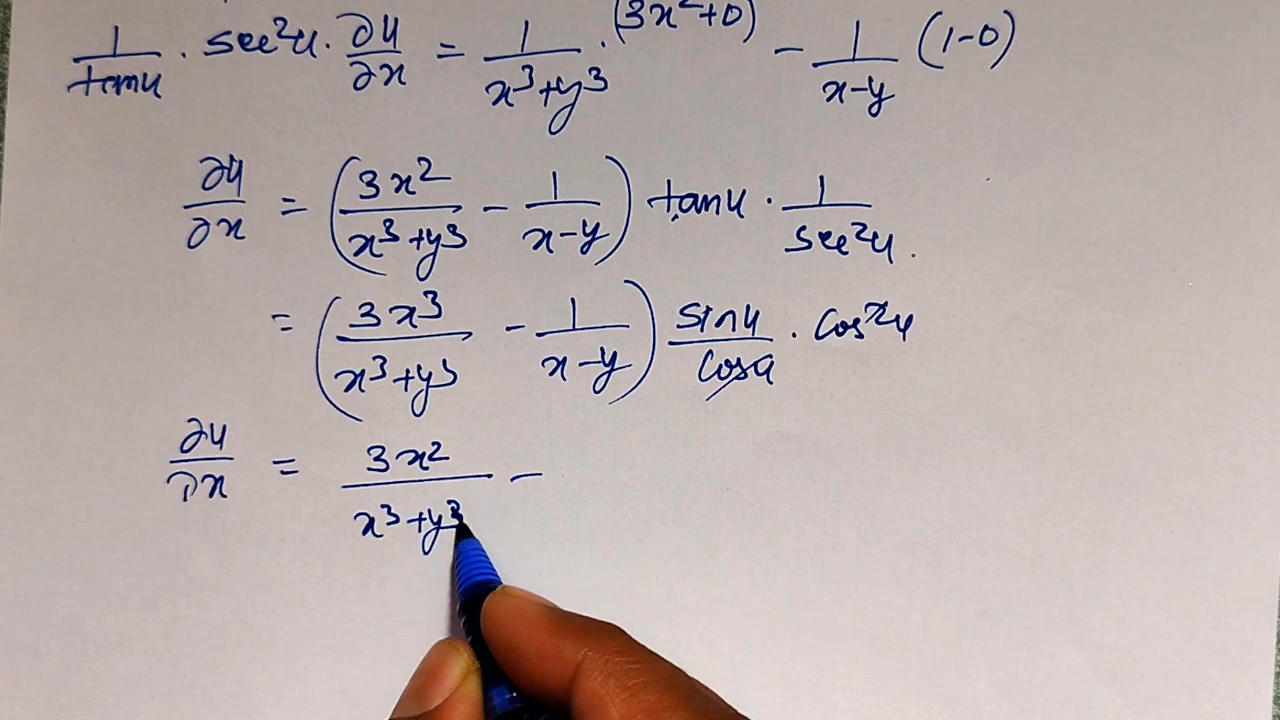 1/tanu · sec²u · ∂u/∂x = 1/(x³+y³) · (3x²+0) − 1/(x−y) (1−0)
∂u/∂x = (3x²/(x³+y³) − 1/(x−y)) tanu · 1/sec²u.
= (3x³/(x³+y³) − 1/(x−y)) sinu/cosu · cos²u
∂u/∂x = 3x²/(x³+y³) −